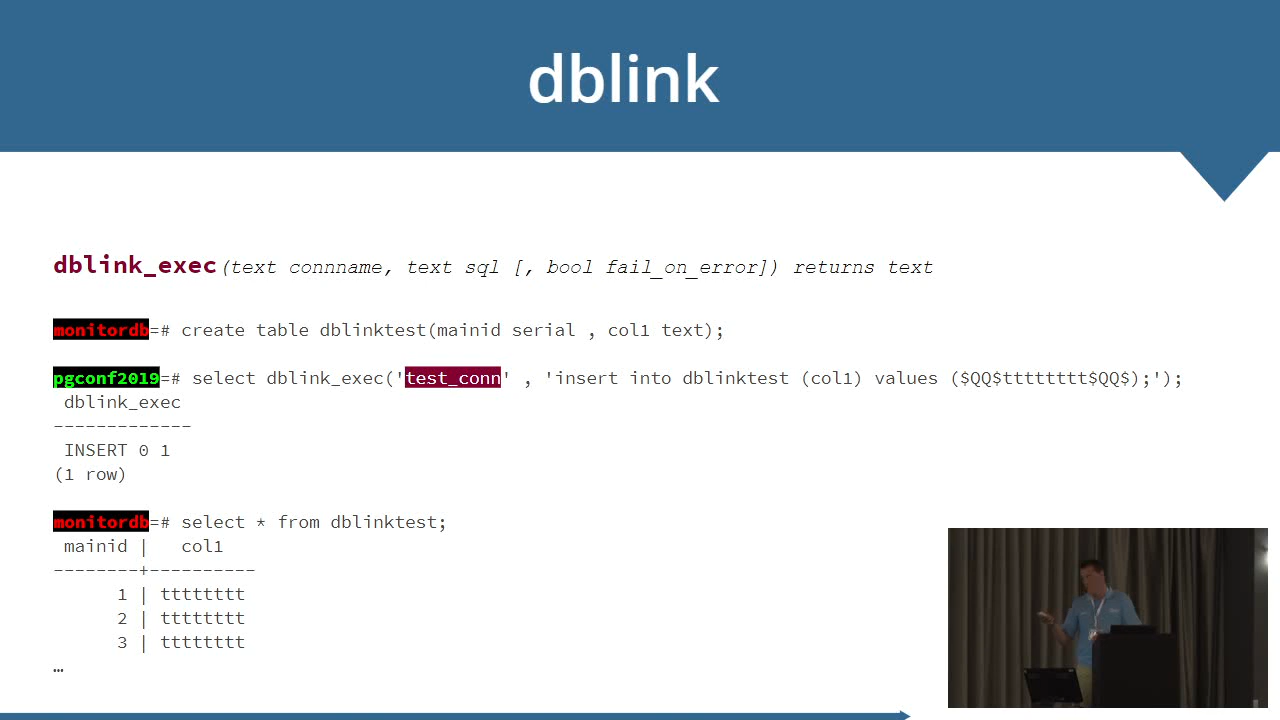 dblink
dblink_exec(text connname, text sql [, bool fail_on_error]) returns text
monitordb=# create table dblinktest(mainid serial , col1 text);
pgconf2019=# select dblink_exec('test_conn' , 'insert into dblinktest (col1) values ($QQ$tttttttt$QQ$);');
 dblink_exec
-------------
 INSERT 0 1
(1 row)
monitordb=# select * from dblinktest;
 mainid |   col1
--------+----------
      1 | tttttttt
      2 | tttttttt
      3 | tttttttt
…